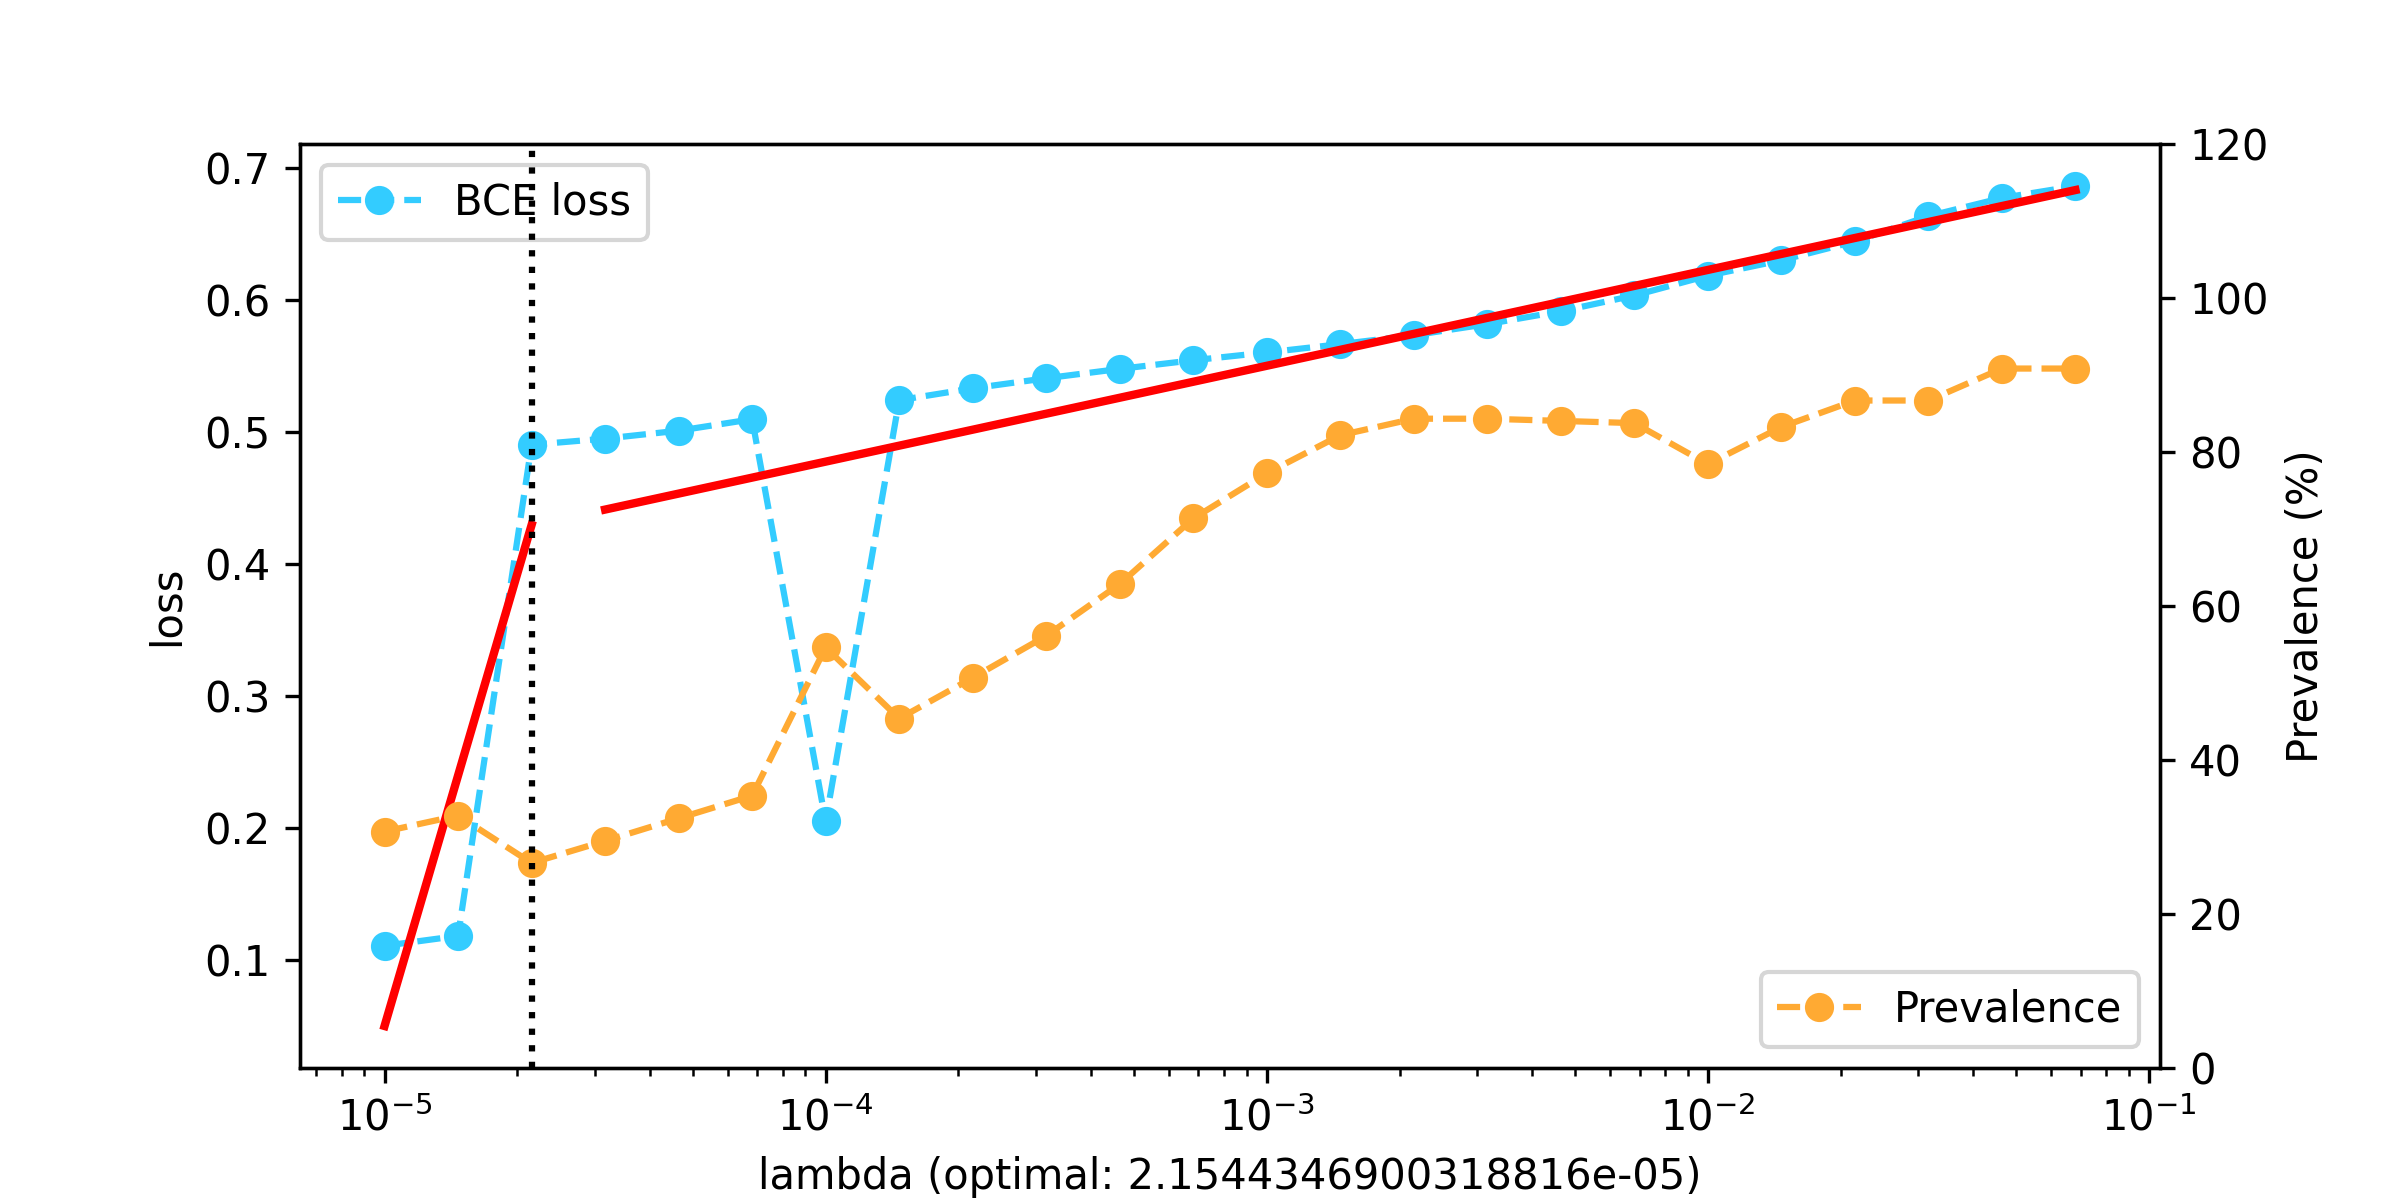 BCE loss
0.7
0.6
0.5
0.4
0.3
0.2
0.1
loss
120
100
80
60
40
20
0
Prevalence (%)
Prevalence
10⁻⁵ 10⁻⁴ 10⁻³ 10⁻² 10⁻¹
lambda (optimal: 2.1544346900318816e-05)